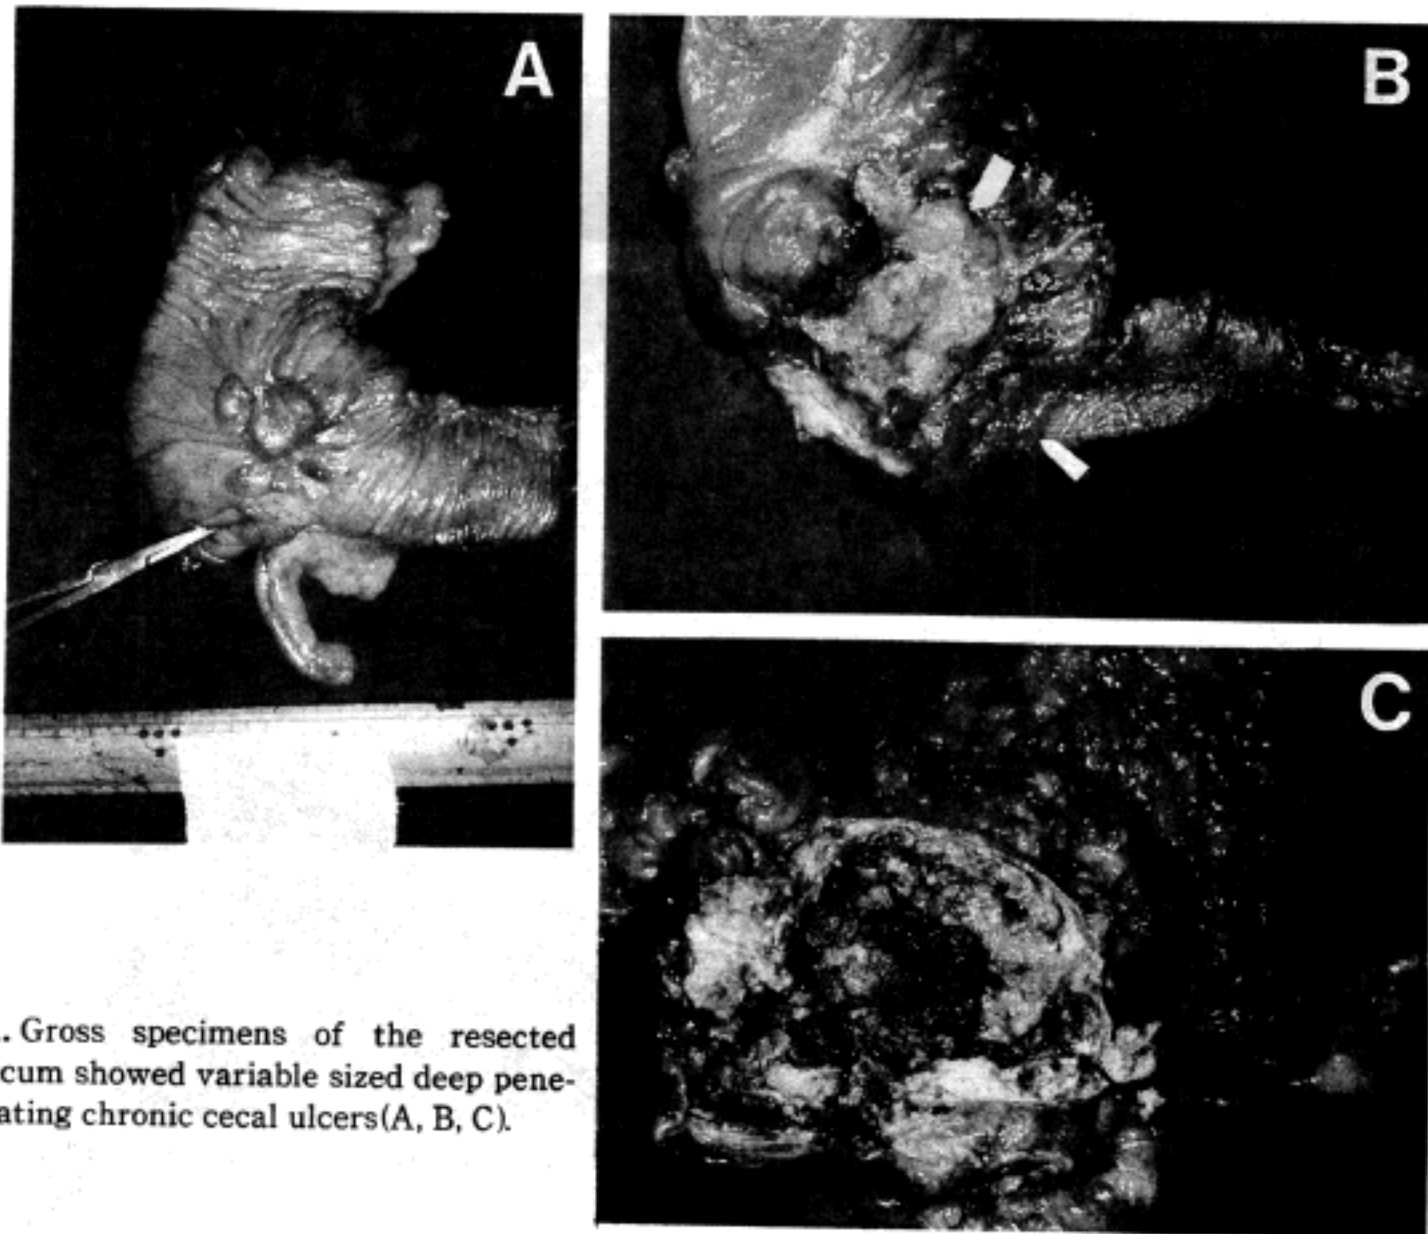 A
B
C
. Gross specimens of the resected
cum showed variable sized deep pene-
ating chronic cecal ulcers(A, B, C).